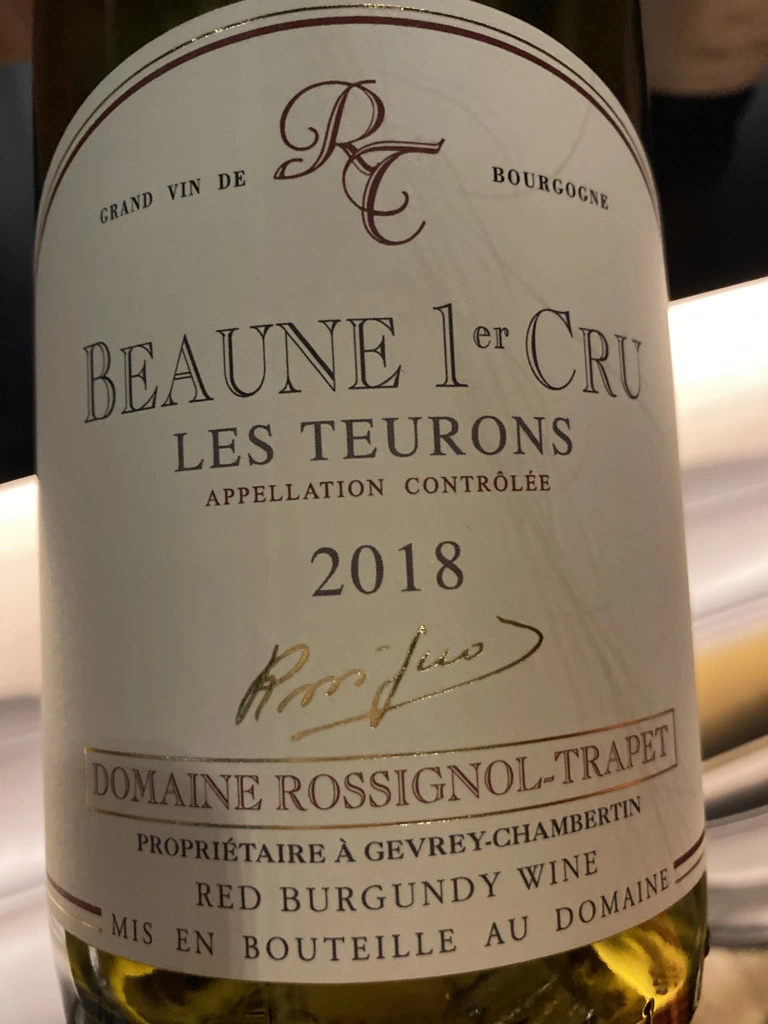 RT
GRAND VIN DE BOURGOGNE
BEAUNE 1er CRU
LES TEURONS
APPELLATION CONTRÔLÉE
2018
Rossignol
DOMAINE ROSSIGNOL-TRAPET
PROPRIÉTAIRE À GEVREY-CHAMBERTIN
RED BURGUNDY WINE
MIS EN BOUTEILLE AU DOMAINE